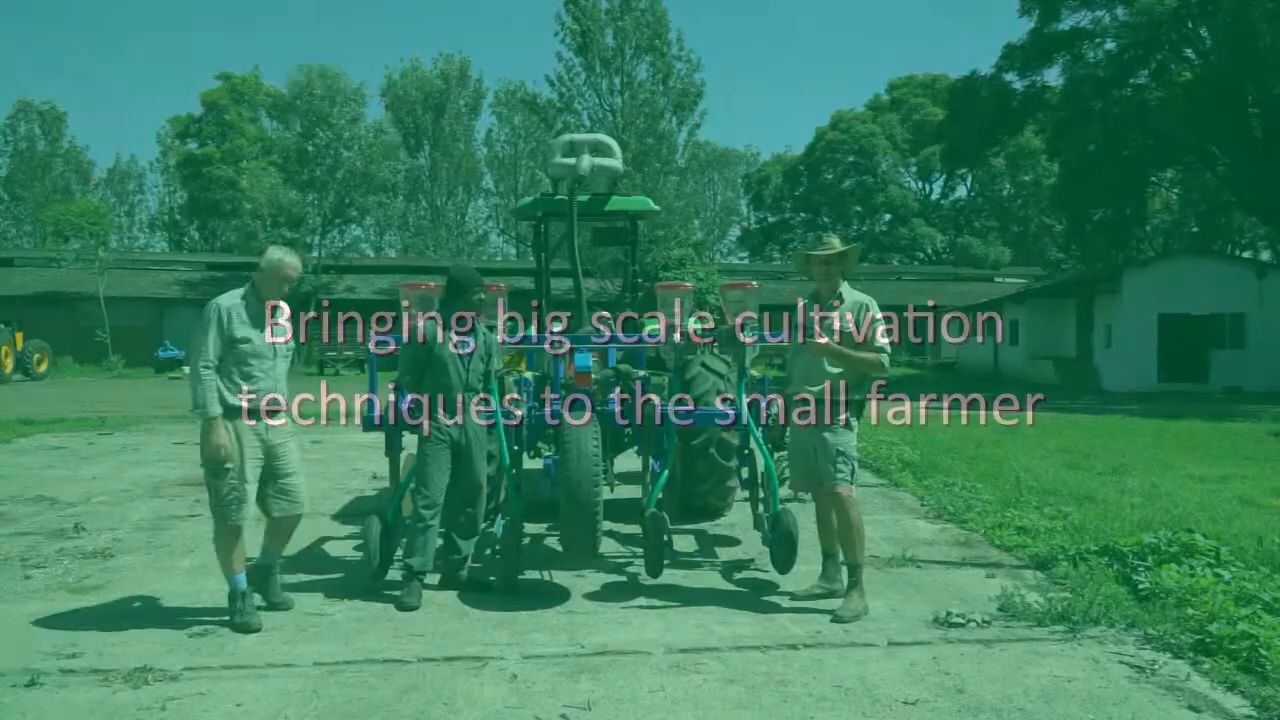 Bringing big scale cultivation
techniques to the small farmer